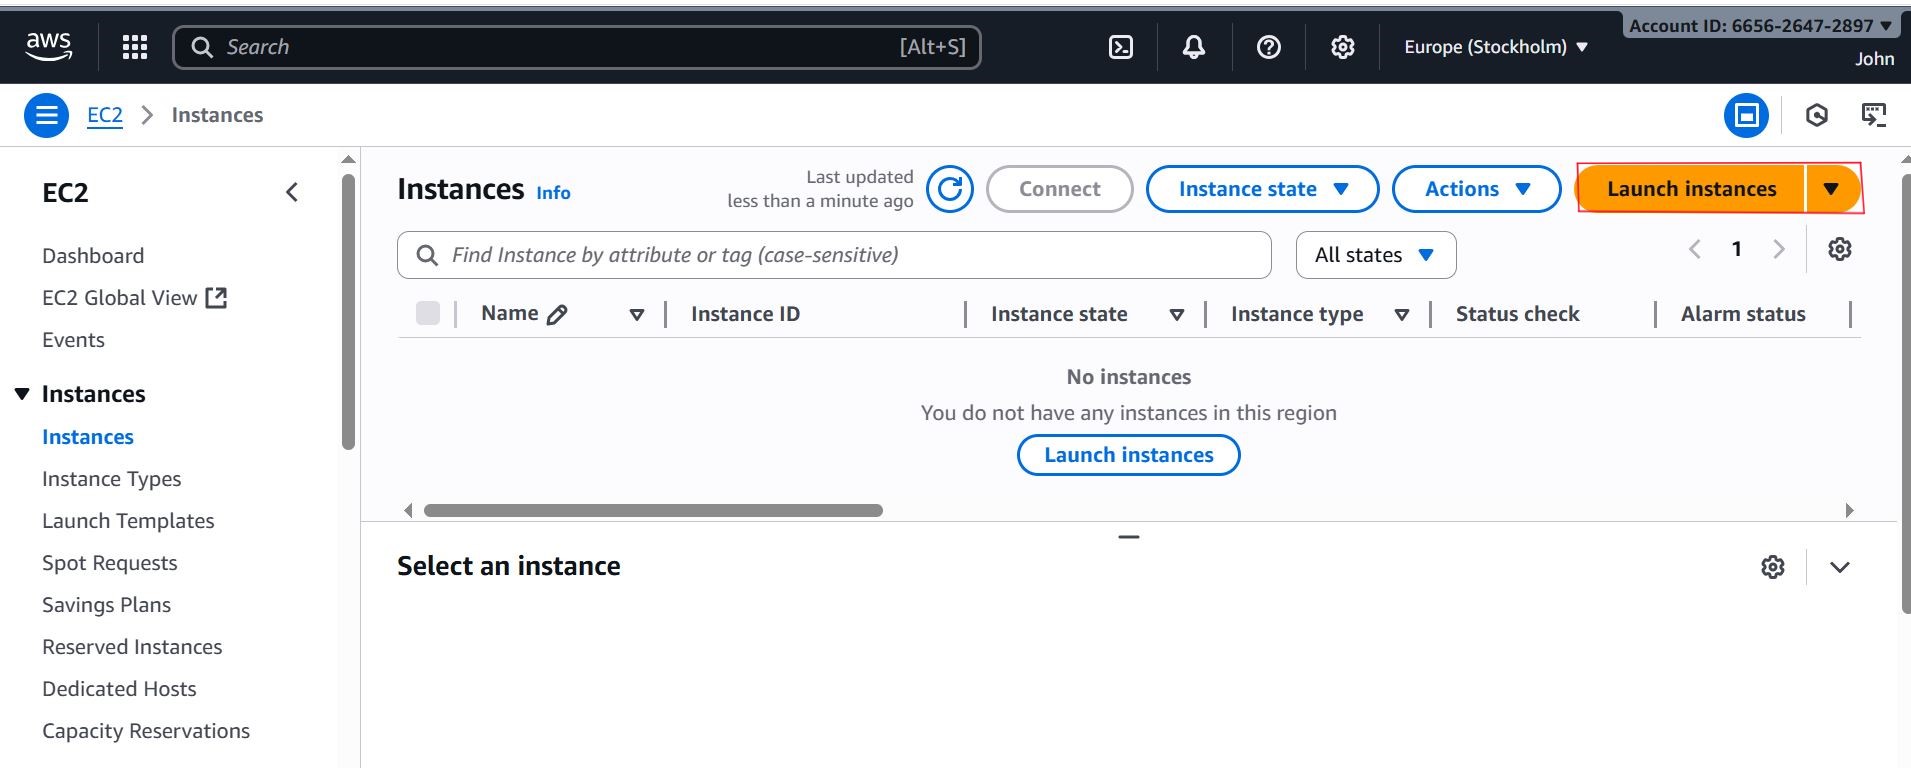 aws
Search [Alt+S]
Europe (Stockholm)
Account ID: 6656-2647-2897
John
EC2 Instances
EC2
Dashboard
EC2 Global View
Events
Instances
Instances
Instance Types
Launch Templates
Spot Requests
Savings Plans
Reserved Instances
Dedicated Hosts
Capacity Reservations
Instances Info
Last updated
less than a minute ago
Connect
Instance state
Actions
Launch instances
Find Instance by attribute or tag (case-sensitive)
All states
1
Name Instance ID Instance state Instance type Status check Alarm status
No instances
You do not have any instances in this region
Launch instances
Select an instance